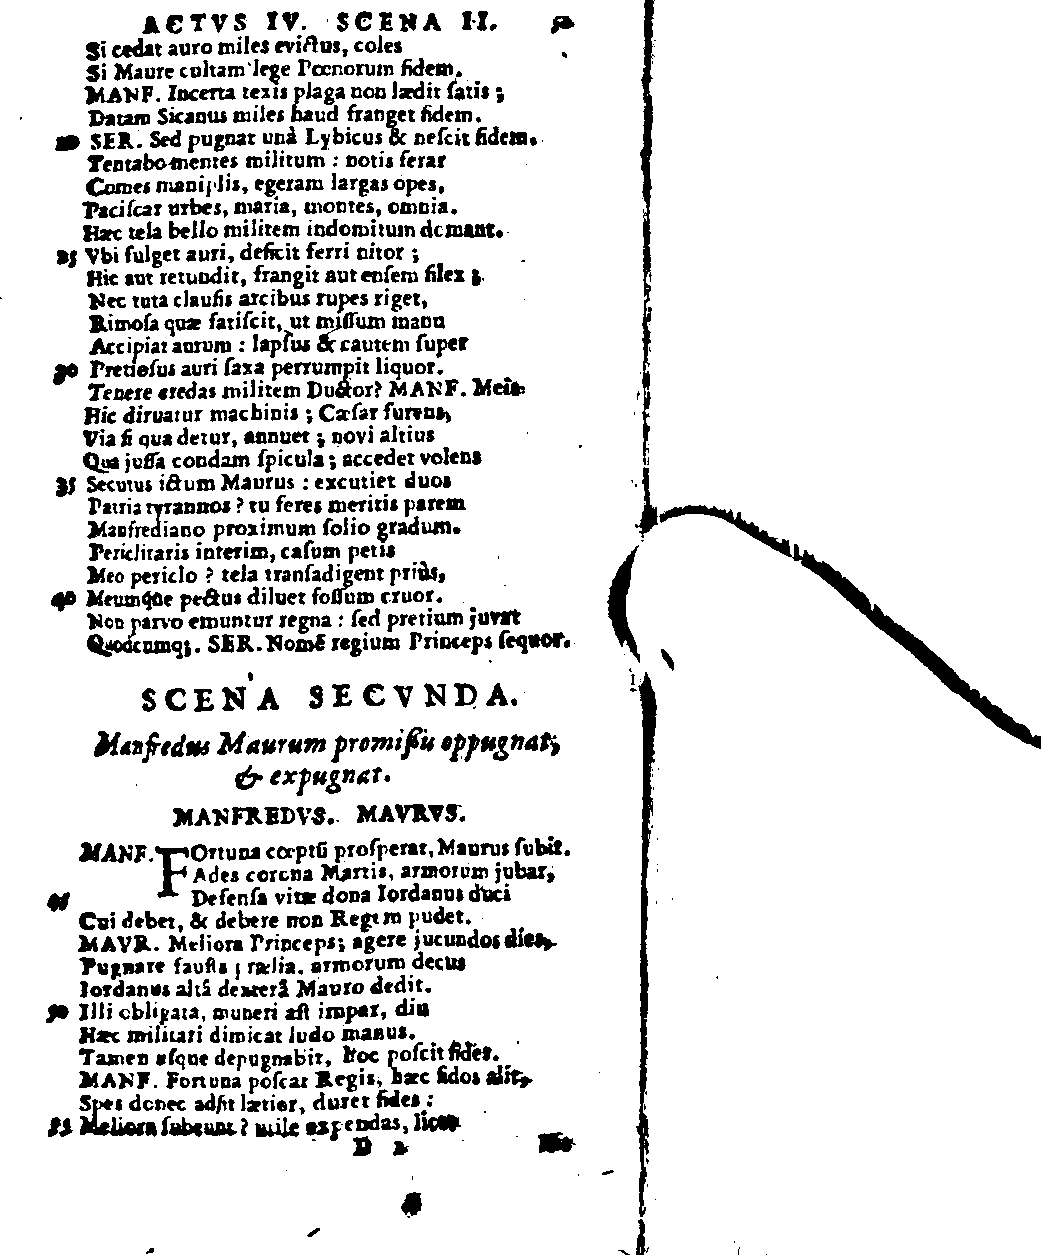 ACTVS IV. SCENA II.
Si cedat auro miles evictus, coles
Si Maure cultam lege Pœnorum fidem.
MANF. Incerta texis plaga non lædit satis ;
Datam Sicanus miles haud franget fidem.
20 SER. Sed pugnat unà Lybicus & nescit fidem.
Tentabo mentes militum : notis ferar
Comes maniplis, egeram largas opes,
Paciscar urbes, maria, montes, omnia.
Hæc tela bello militem indomitum domant.
25 Vbi fulget auri, deficit ferri nitor ;
Hic aut retundit, frangit aut ensem silex ;
Nec tuta clausis arcibus rupes riget,
Rimosa quæ fatiscit, ut missum manu
Accipiat aurum : lapsus & cautem super
30 Pretiosus auri saxa perrumpit liquor.
Tenere credas militem Ductor? MANF. Meis
Hic diruatur machinis ; Cæsar furens,
Via si qua detur, annuet ; novi altius
Qua jussa condam spicula ; accedet volens
35 Secutus ictum Maurus : excutiet duos
Patria tyrannos ? tu feres meritis parem
Manfrediano proximum solio gradum.
Periclitaris interim, casum petis
Meo periclo ? tela transadigent priùs,
40 Meumq́ue pectus diluet fossum cruor.
Non parvo emuntur regna : sed pretium juvat
Quodcumq;. SER. Nomē regium Princeps sequor.
SCENA SECVNDA.
Manfredus Maurum promißis oppugnat,
& expugnat.
MANFREDVS. MAVRVS.
MANF. FOrtuna cœptū prosperat, Maurus subit.
Ades corona Martis, armorum jubar,
45 Defensa vitæ dona Iordanus duci
Cui debet, & debere non Regem pudet.
MAVR. Meliora Princeps; agere jucundos dies,
Pugnare fausta prælia. armorum decus
Iordanus altâ dexterâ Mauro dedit.
50 Illi obligata, muneri ast impar, diu
Hæc militari dimicat ludo manus.
Tamen usque depugnabit, hoc poscit fides.
MANF. Fortuna poscat Regis, hæc fidos alit,
Spes donec adsit lætior, duret fides :
55 Meliora subeunt ? utile expendas, licet
D 2